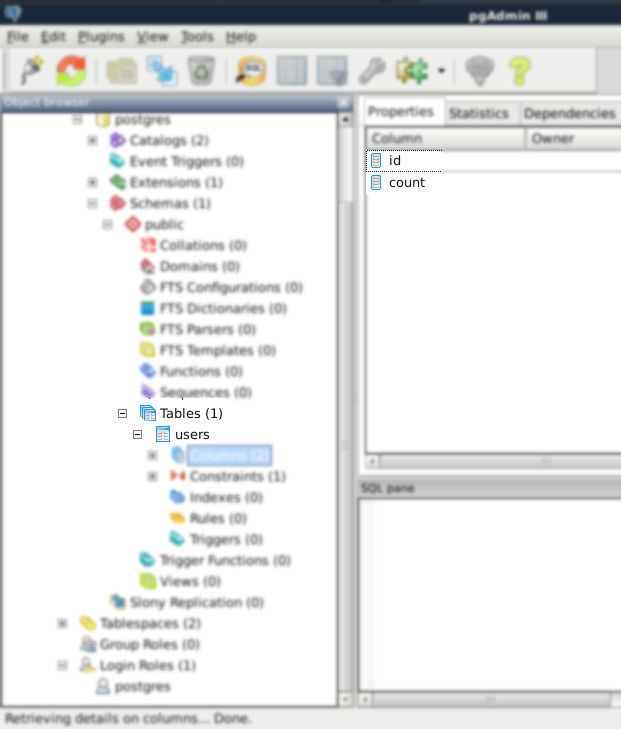 pgAdmin III
File Edit Plugins View Tools Help
Object browser
postgres
Catalogs (2)
Event Triggers (0)
Extensions (1)
Schemas (1)
public
Collations (0)
Domains (0)
FTS Configurations (0)
FTS Dictionaries (0)
FTS Parsers (0)
FTS Templates (0)
Functions (0)
Sequences (0)
Tables (1)
users
Columns (2)
Constraints (1)
Indexes (0)
Rules (0)
Triggers (0)
Trigger Functions (0)
Views (0)
Slony Replication (0)
Tablespaces (2)
Group Roles (0)
Login Roles (1)
postgres
Properties Statistics Dependencies
Column Owner
id
count
SQL pane
Retrieving details on columns... Done.